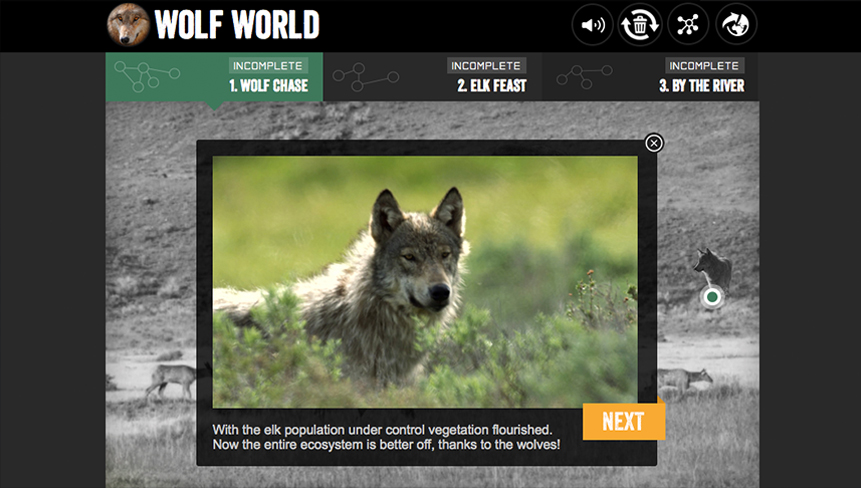 WOLF WORLD
INCOMPLETE
1. WOLF CHASE
INCOMPLETE
2. ELK FEAST
INCOMPLETE
3. BY THE RIVER
With the elk population under control vegetation flourished.
Now the entire ecosystem is better off, thanks to the wolves!
NEXT